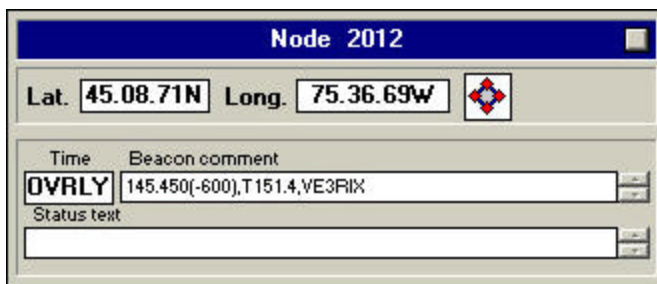 Node 2012
Lat. 45.08.71N Long. 75.36.69W
Time Beacon comment
OVRLY 145.450(-600),T151.4,VE3RIX
Status text